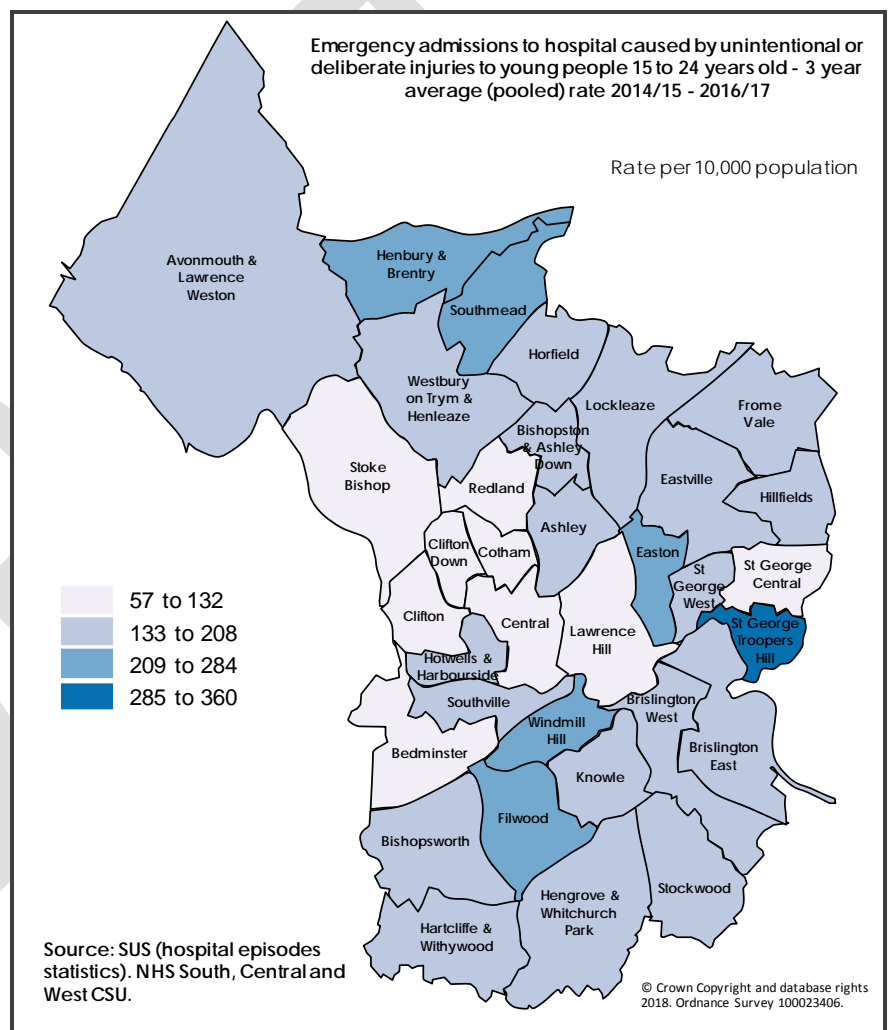 Emergency admissions to hospital caused by unintentional or
deliberate injuries to young people 15 to 24 years old - 3 year
average (pooled) rate 2014/15 - 2016/17
Rate per 10,000 population
Avonmouth &
Lawrence
Weston
Henbury &
Brentry
Southmead
Horfield
Westbury
on Trym &
Henleaze
Lockleaze
Frome
Vale
Bishopston
& Ashley
Down
Stoke
Bishop
Redland
Eastville
Hillfields
Ashley
Clifton
Down
Cotham
Easton
St
George
West
St George
Central
Clifton
Central
Lawrence
Hill
St George
Troopers
Hill
57 to 132
133 to 208
209 to 284
285 to 360
Hotwells &
Harbourside
Southville
Windmill
Hill
Brislington
West
Brislington
East
Bedminster
Knowle
Filwood
Bishopsworth
Stockwood
Hengrove &
Whitchurch
Park
Hartcliffe &
Withywood
Source: SUS (hospital episodes
statistics). NHS South, Central and
West CSU.
© Crown Copyright and database rights
2018. Ordnance Survey 100023406.